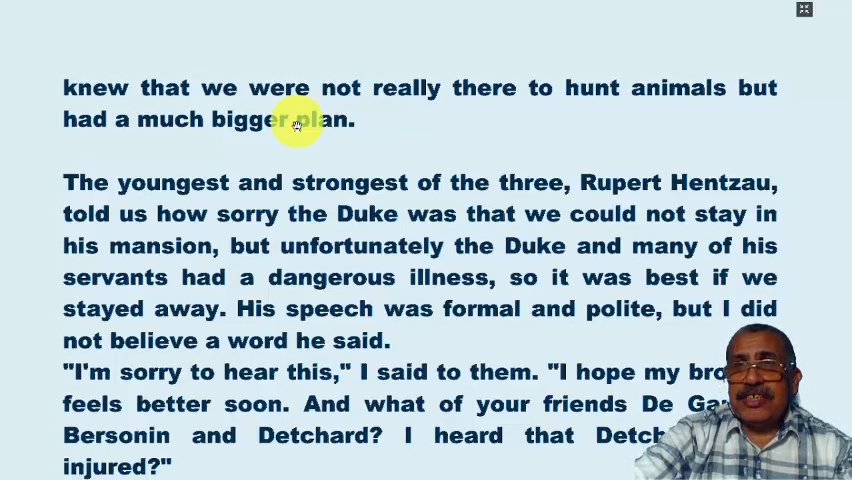 knew that we were not really there to hunt animals but
had a much bigger plan.
The youngest and strongest of the three, Rupert Hentzau,
told us how sorry the Duke was that we could not stay in
his mansion, but unfortunately the Duke and many of his
servants had a dangerous illness, so it was best if we
stayed away. His speech was formal and polite, but I did
not believe a word he said.
"I'm sorry to hear this," I said to them. "I hope my
feels better soon. And what of your friends De
Bersonin and Detchard? I heard that
injured?"